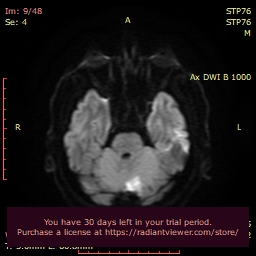 Im: 9/48
Se: 4
A
STP76
STP76
M
Ax DWI B 1000
R
L
You have 30 days left in your trial period.
Purchase a license at https://radiantviewer.com/store/